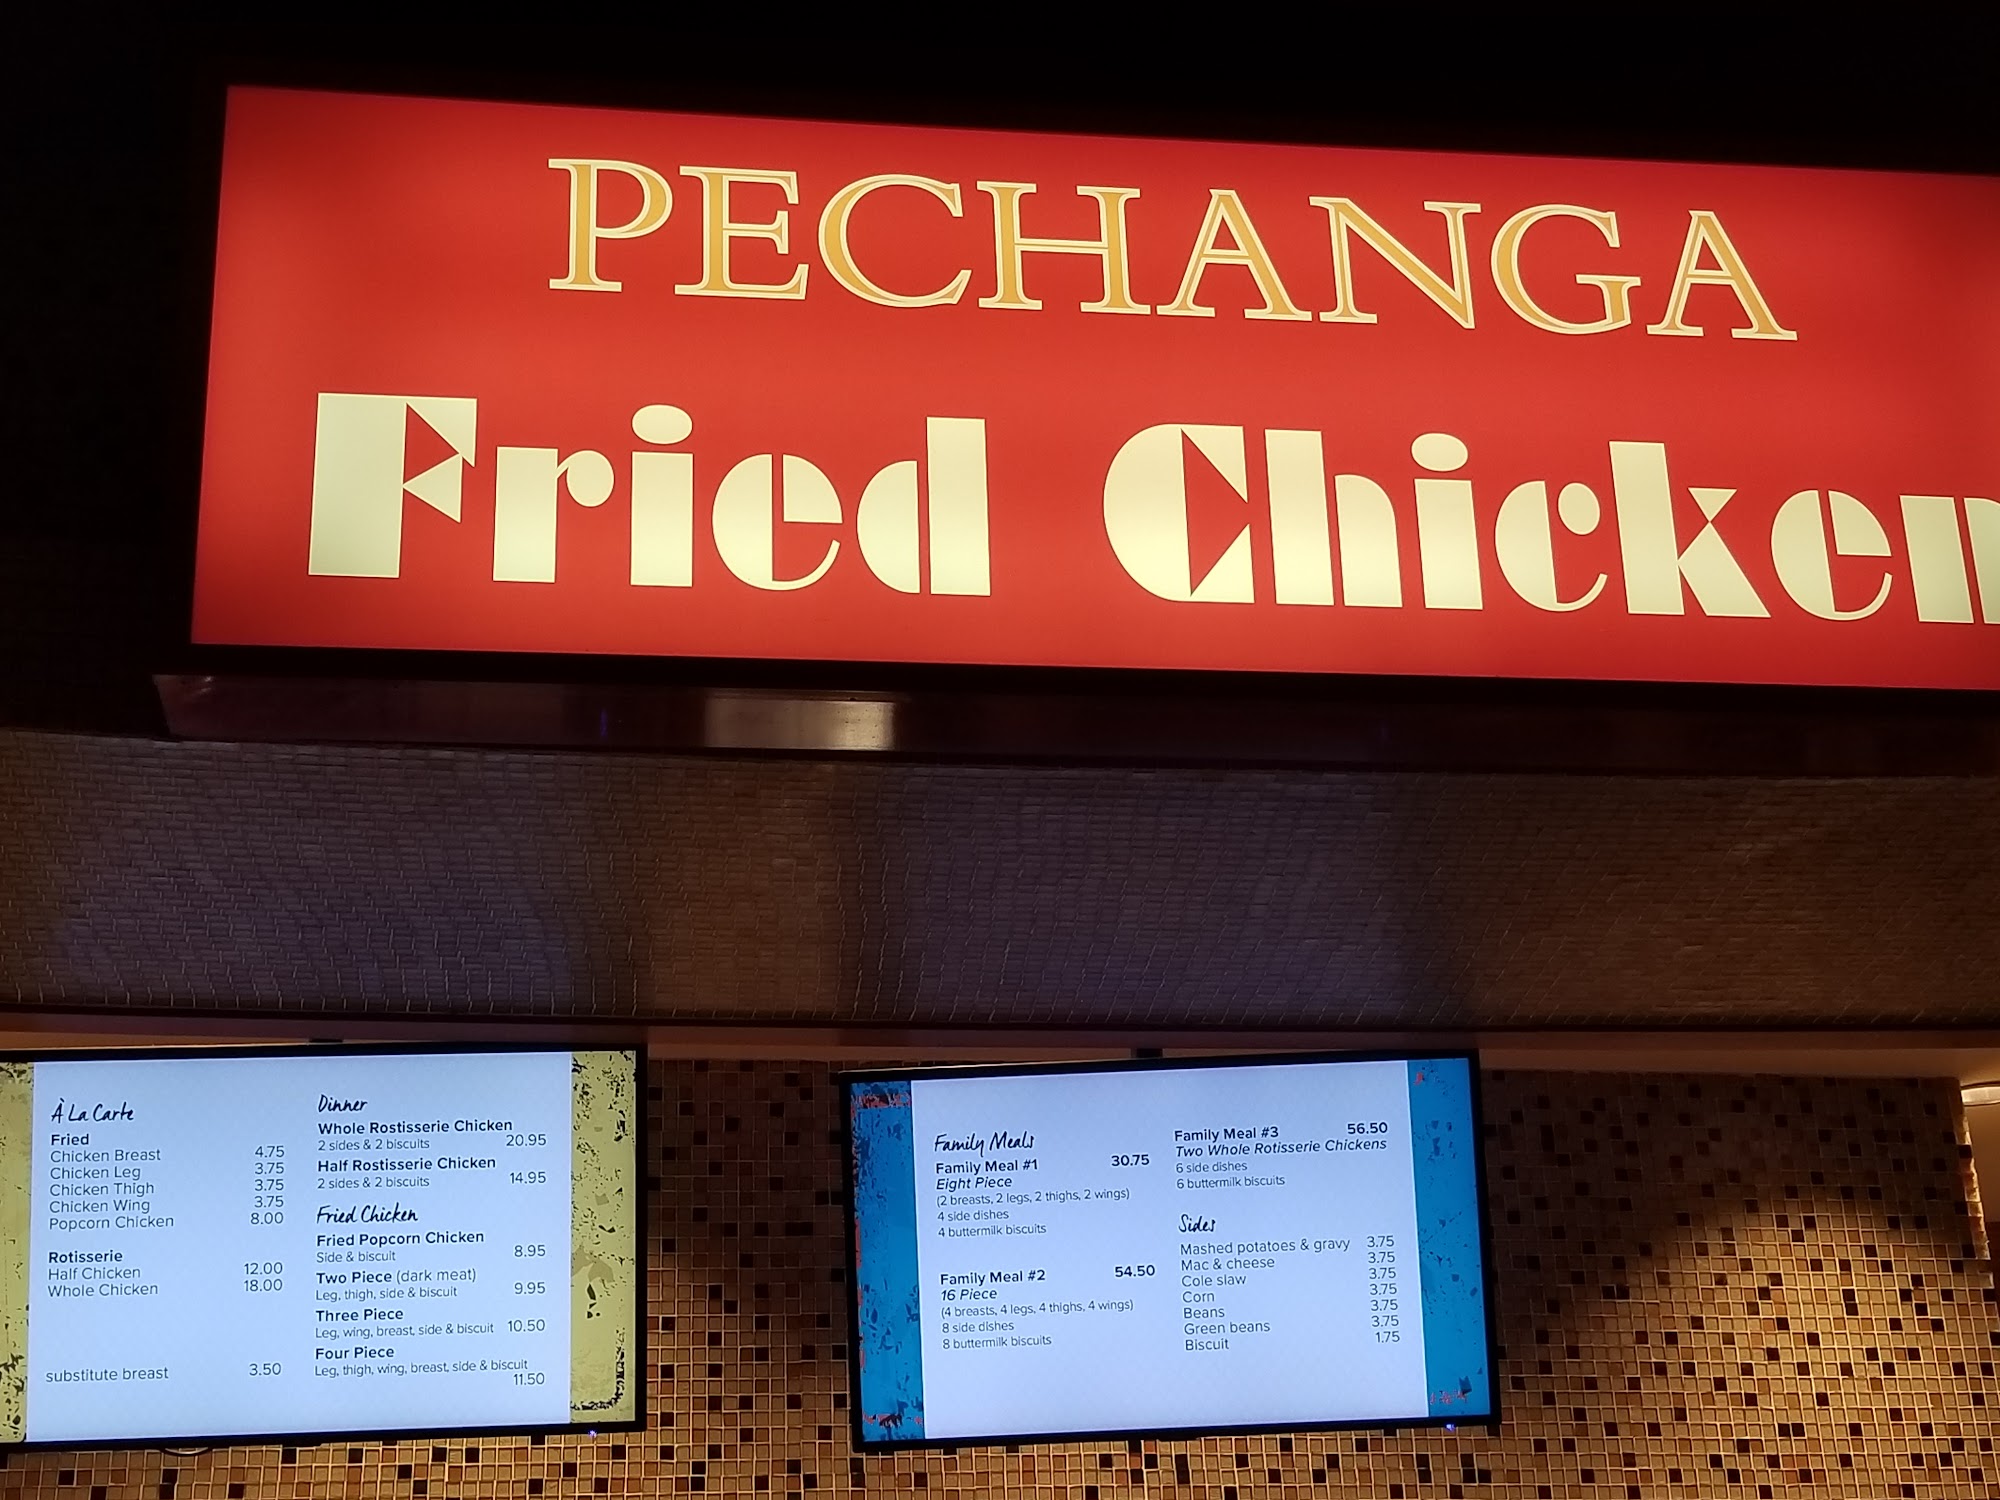 PECHANGA
Fried Chicken
À La Carte
Fried
Chicken Breast 4.75
Chicken Leg 3.75
Chicken Thigh 3.75
Chicken Wing 3.75
Popcorn Chicken 8.00
Rotisserie
Half Chicken 12.00
Whole Chicken 18.00
substitute breast 3.50
Dinner
Whole Rostisserie Chicken
2 sides & 2 biscuits 20.95
Half Rostisserie Chicken
2 sides & 2 biscuits 14.95
Fried Chicken
Fried Popcorn Chicken
Side & biscuit 8.95
Two Piece (dark meat)
Leg, thigh, side & biscuit 9.95
Three Piece
Leg, wing, breast, side & biscuit 10.50
Four Piece
Leg, thigh, wing, breast, side & biscuit
11.50
Family Meals
Family Meal #1 30.75
Eight Piece
(2 breasts, 2 legs, 2 thighs, 2 wings)
4 side dishes
4 buttermilk biscuits
Family Meal #2 54.50
16 Piece
(4 breasts, 4 legs, 4 thighs, 4 wings)
8 side dishes
8 buttermilk biscuits
Family Meal #3 56.50
Two Whole Rotisserie Chickens
6 side dishes
6 buttermilk biscuits
Sides
Mashed potatoes & gravy 3.75
Mac & cheese 3.75
Cole slaw 3.75
Corn 3.75
Beans 3.75
Green beans 3.75
Biscuit 1.75